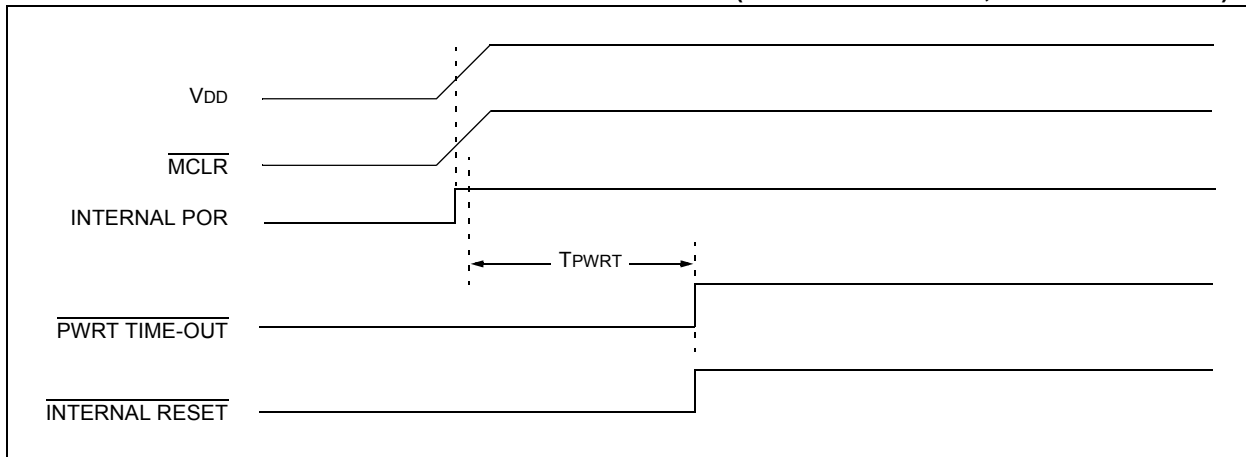 VDD
MCLR
INTERNAL POR
TPWRT
PWRT TIME-OUT
INTERNAL RESET